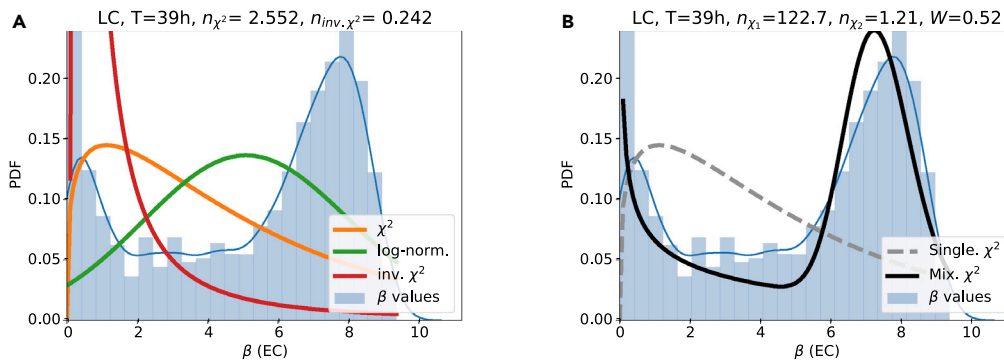 A
LC, T=39h, nχ²= 2.552, ninv.χ²= 0.242
PDF
0.20
0.15
0.10
0.05
0.00
χ²
log-norm.
inv. χ²
β values
0 2 4 6 8 10
β (EC)
B
LC, T=39h, nχ₁=122.7, nχ₂=1.21, W=0.52
PDF
0.20
0.15
0.10
0.05
0.00
Single. χ²
Mix. χ²
β values
0 2 4 6 8 10
β (EC)